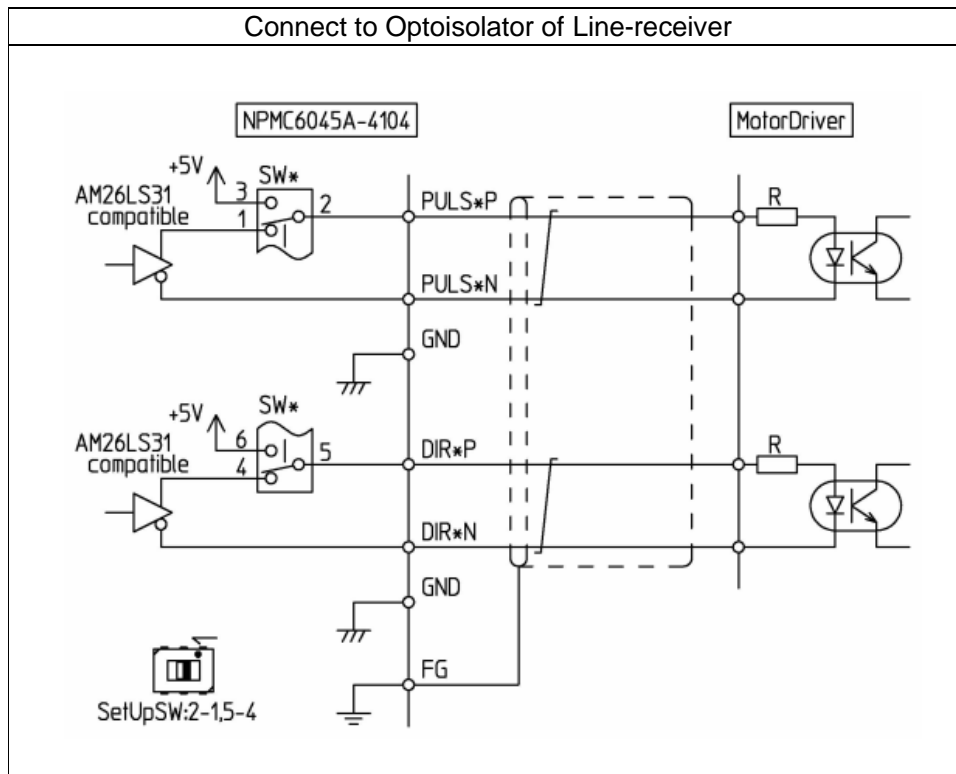 Connect to Optoisolator of Line-receiver
NPMC6045A-4104
MotorDriver
+5V
SW*
AM26LS31
compatible
3
1
2
PULS*P
R
PULS*N
GND
+5V
SW*
AM26LS31
compatible
6
4
5
DIR*P
R
DIR*N
GND
FG
SetUpSW:2-1,5-4